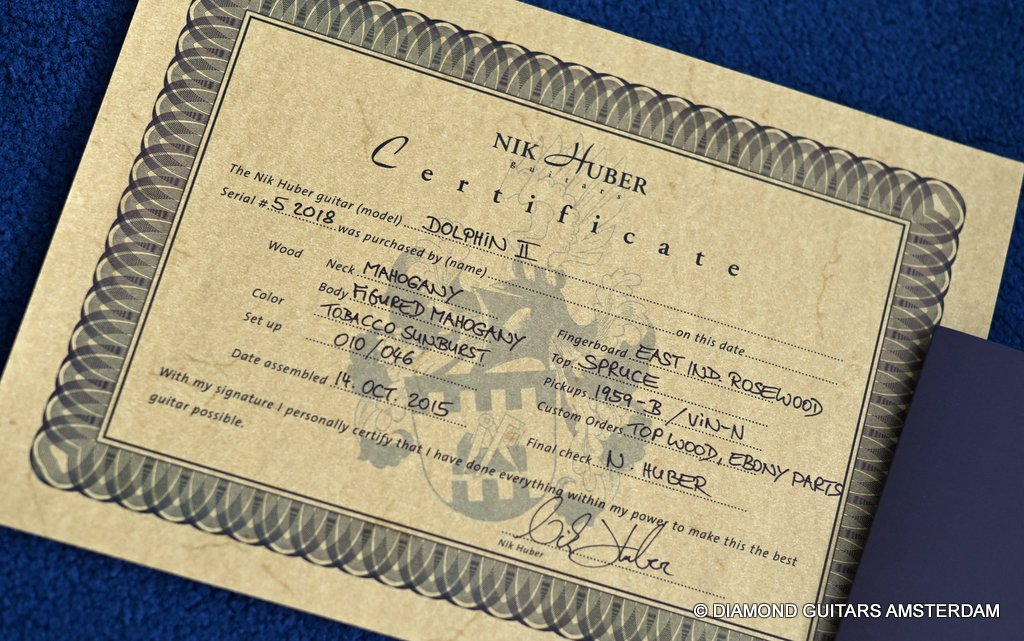 NIK HUBER
guitars
Certificate
The Nik Huber guitar (model) DOLPHIN II
Serial # 5 2018 was purchased by (name) on this date
Wood Neck MAHOGANY Fingerboard EAST IND. ROSEWOOD
Body FIGURED MAHOGANY Top SPRUCE
Color TOBACCO SUNBURST Pickups 1959-B / VIN-N
Set up 010/046 Custom Orders TOP WOOD, EBONY PARTS
Date assembled 14. OCT. 2015 Final check N. HUBER
With my signature I personally certify that I have done everything within my power to make this the best
guitar possible.
Nik Huber
Nik Huber
© DIAMOND GUITARS AMSTERDAM